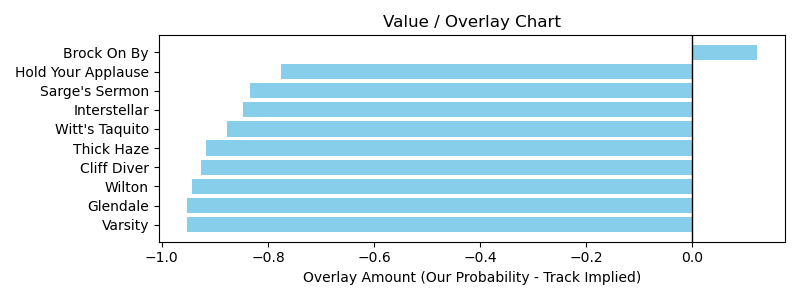 Value / Overlay Chart
Brock On By
Hold Your Applause
Sarge's Sermon
Interstellar
Witt's Taquito
Thick Haze
Cliff Diver
Wilton
Glendale
Varsity
−1.0 −0.8 −0.6 −0.4 −0.2 0.0
Overlay Amount (Our Probability - Track Implied)